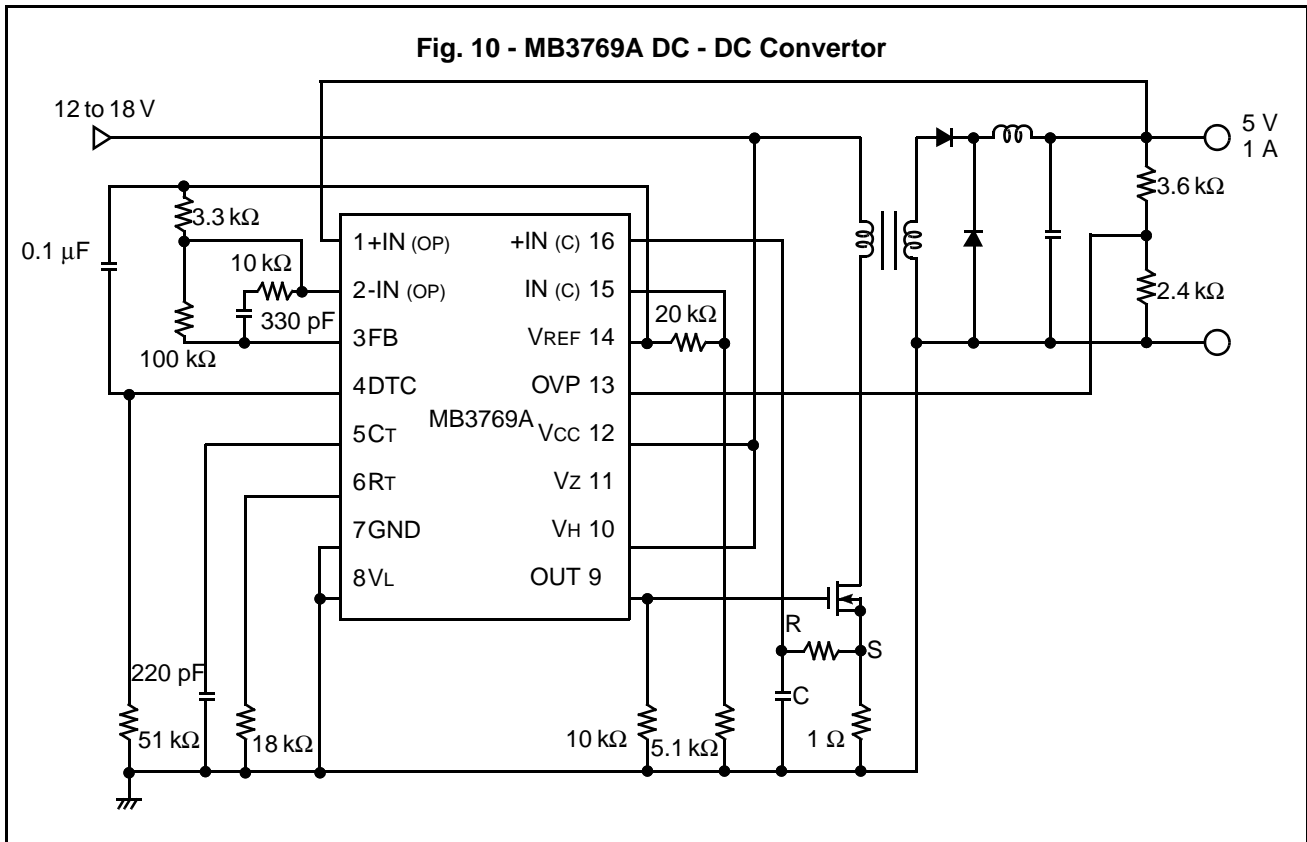 Fig. 10 - MB3769A DC - DC Convertor
12 to 18 V
5 V
1 A
3.6 kΩ
2.4 kΩ
3.3 kΩ
0.1 μF
10 kΩ
330 pF
100 kΩ
1 +IN (OP)
2 -IN (OP)
3 FB
4 DTC
5 CT
6 RT
7 GND
8 VL
MB3769A
+IN (C) 16
IN (C) 15
VREF 14
OVP 13
VCC 12
VZ 11
VH 10
OUT 9
20 kΩ
R
S
C
220 pF
51 kΩ
18 kΩ
10 kΩ
5.1 kΩ
1 Ω